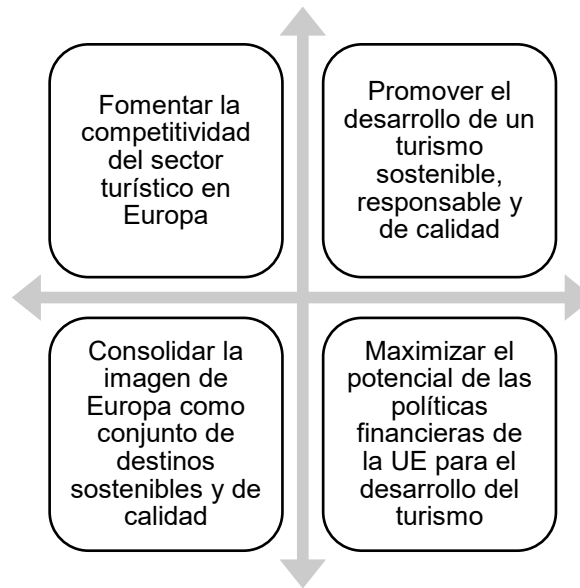 Fomentar la
competitividad
del sector
turístico en
Europa
Promover el
desarrollo de un
turismo
sostenible,
responsable y
de calidad
Consolidar la
imagen de
Europa como
conjunto de
destinos
sostenibles y de
calidad
Maximizar el
potencial de las
políticas
financieras de
la UE para el
desarrollo del
turismo